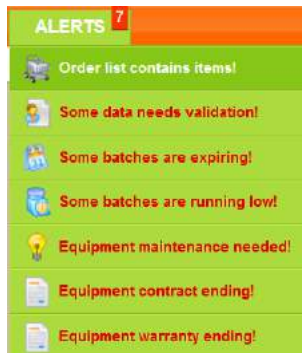 ALERTS 7
Order list contains items!
Some data needs validation!
Some batches are expiring!
Some batches are running low!
Equipment maintenance needed!
Equipment contract ending!
Equipment warranty ending!